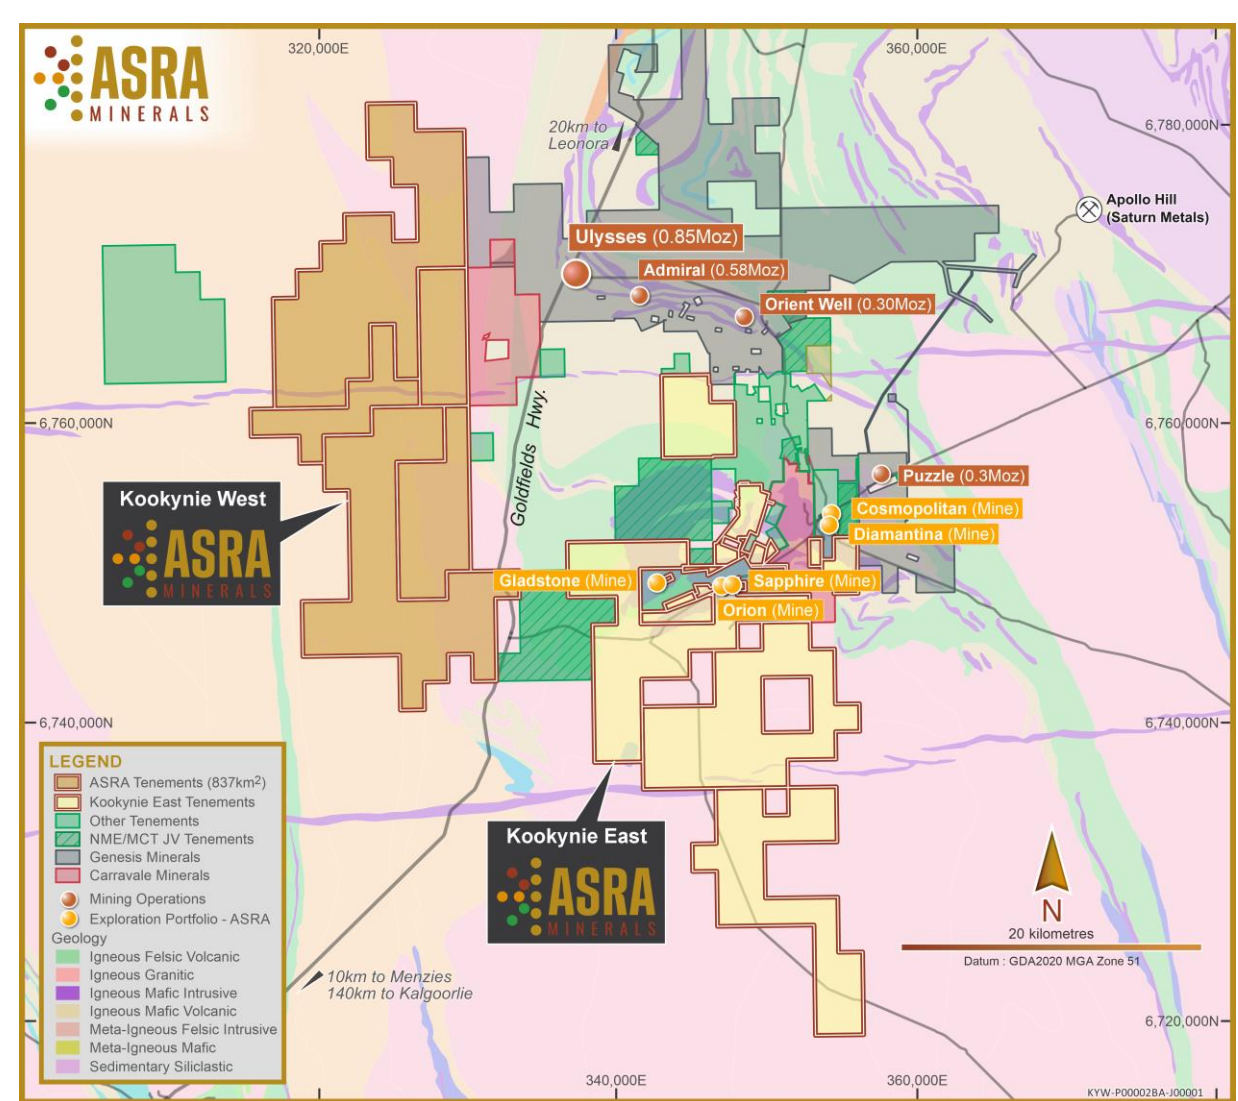 ASRA
MINERALS
320,000E
360,000E
6,780,000N
20km to
Leonora
Apollo Hill
(Saturn Metals)
Ulysses (0.85Moz)
Admiral (0.58Moz)
Orient Well (0.30Moz)
Goldfields Hwy.
6,760,000N
6,760,000N
Kookynie West
ASRA
MINERALS
Puzzle (0.3Moz)
Cosmopolitan (Mine)
Diamantina (Mine)
Gladstone (Mine)
Sapphire (Mine)
Orion (Mine)
6,740,000N
6,740,000N
LEGEND
ASRA Tenements (837km2)
Kookynie East Tenements
Other Tenements
NME/MCT JV Tenements
Genesis Minerals
Carravale Minerals
Mining Operations
Exploration Portfolio - ASRA
Geology
Igneous Felsic Volcanic
Igneous Granitic
Igneous Mafic Intrusive
Igneous Mafic Volcanic
Meta-Igneous Felsic Intrusive
Meta-Igneous Mafic
Sedimentary Siliclastic
Kookynie East
ASRA
MINERALS
N
20 kilometres
Datum : GDA2020 MGA Zone 51
10km to Menzies
140km to Kalgoorlie
6,720,000N
340,000E
360,000E
KYW-P00002BA-J00001